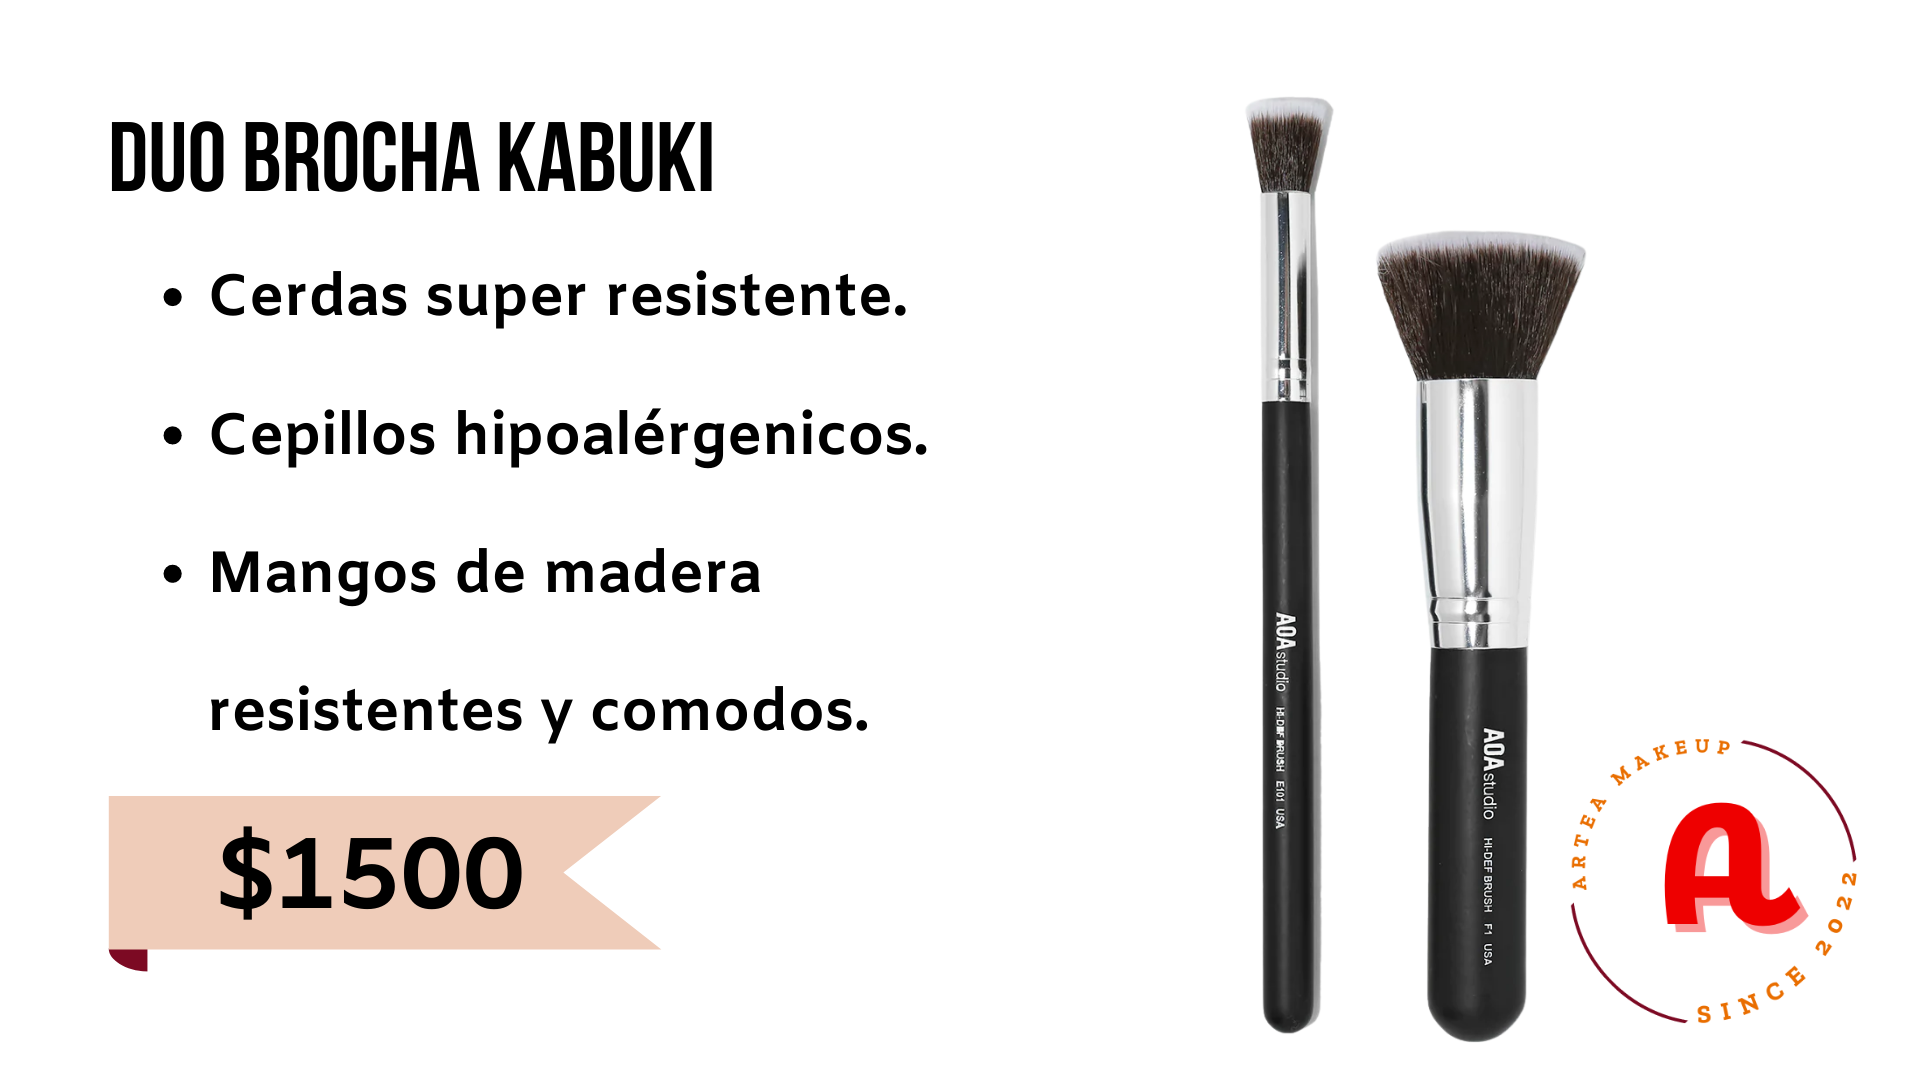 DUO BROCHA KABUKI
• Cerdas super resistente.
• Cepillos hipoalérgenicos.
• Mangos de madera
resistentes y comodos.
$1500
AOA studio HI-DEF BRUSH E101 USA
AOA studio HI-DEF BRUSH F1 USA
ARTEA MAKEUP
A
SINCE 2022